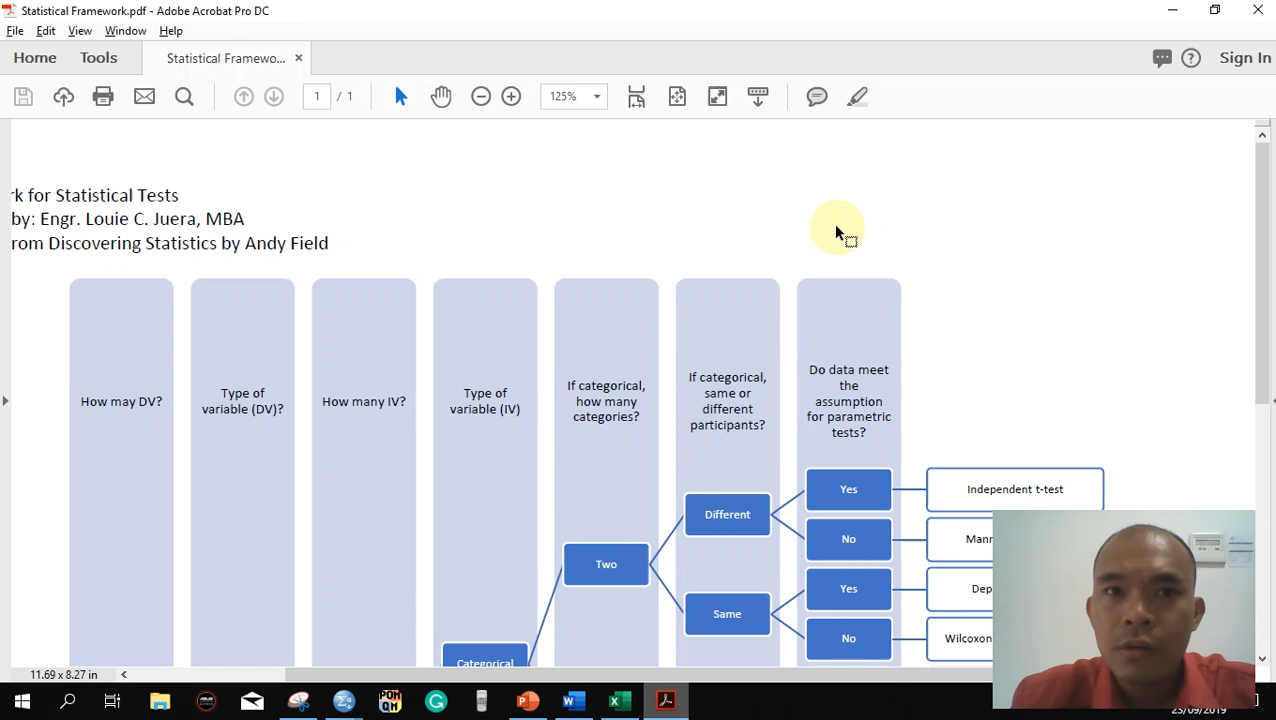 Statistical Framework.pdf - Adobe Acrobat Pro DC
File Edit View Window Help
Home Tools Statistical Framewo... ×
Sign In
1 / 1
125%
rk for Statistical Tests
by: Engr. Louie C. Juera, MBA
from Discovering Statistics by Andy Field
How may DV?
Type of
variable (DV)?
How many IV?
Type of
variable (IV)
If categorical,
how many
categories?
If categorical,
same or
different
participants?
Do data meet
the
assumption
for parametric
tests?
Categorical
Two
Different
Same
Yes
Independent t-test
No
Mann
Yes
Dep
No
Wilcoxon
11.69 x 8.27 in
POM
QM
23/09/2019